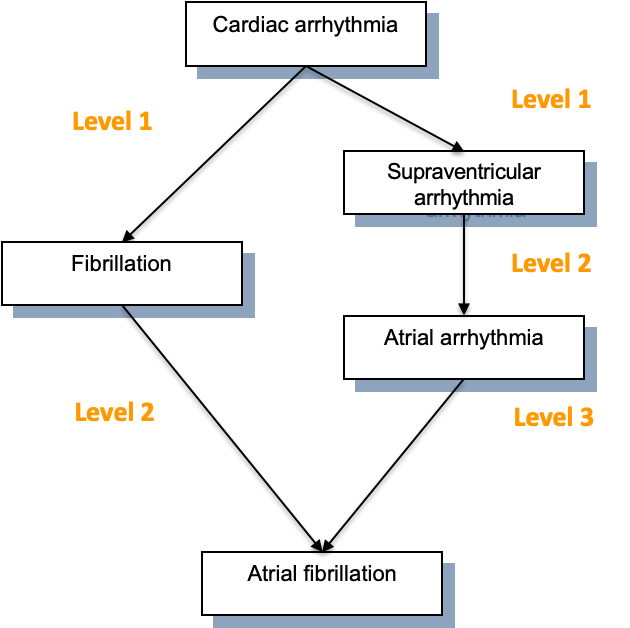 Cardiac arrhythmia
Level 1
Level 1
Supraventricular
arrhythmia
Fibrillation
Level 2
Atrial arrhythmia
Level 2
Level 3
Atrial fibrillation